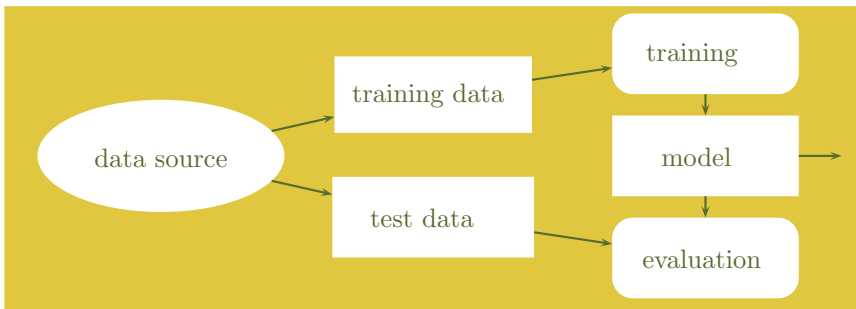 data source
training data
test data
training
model
evaluation